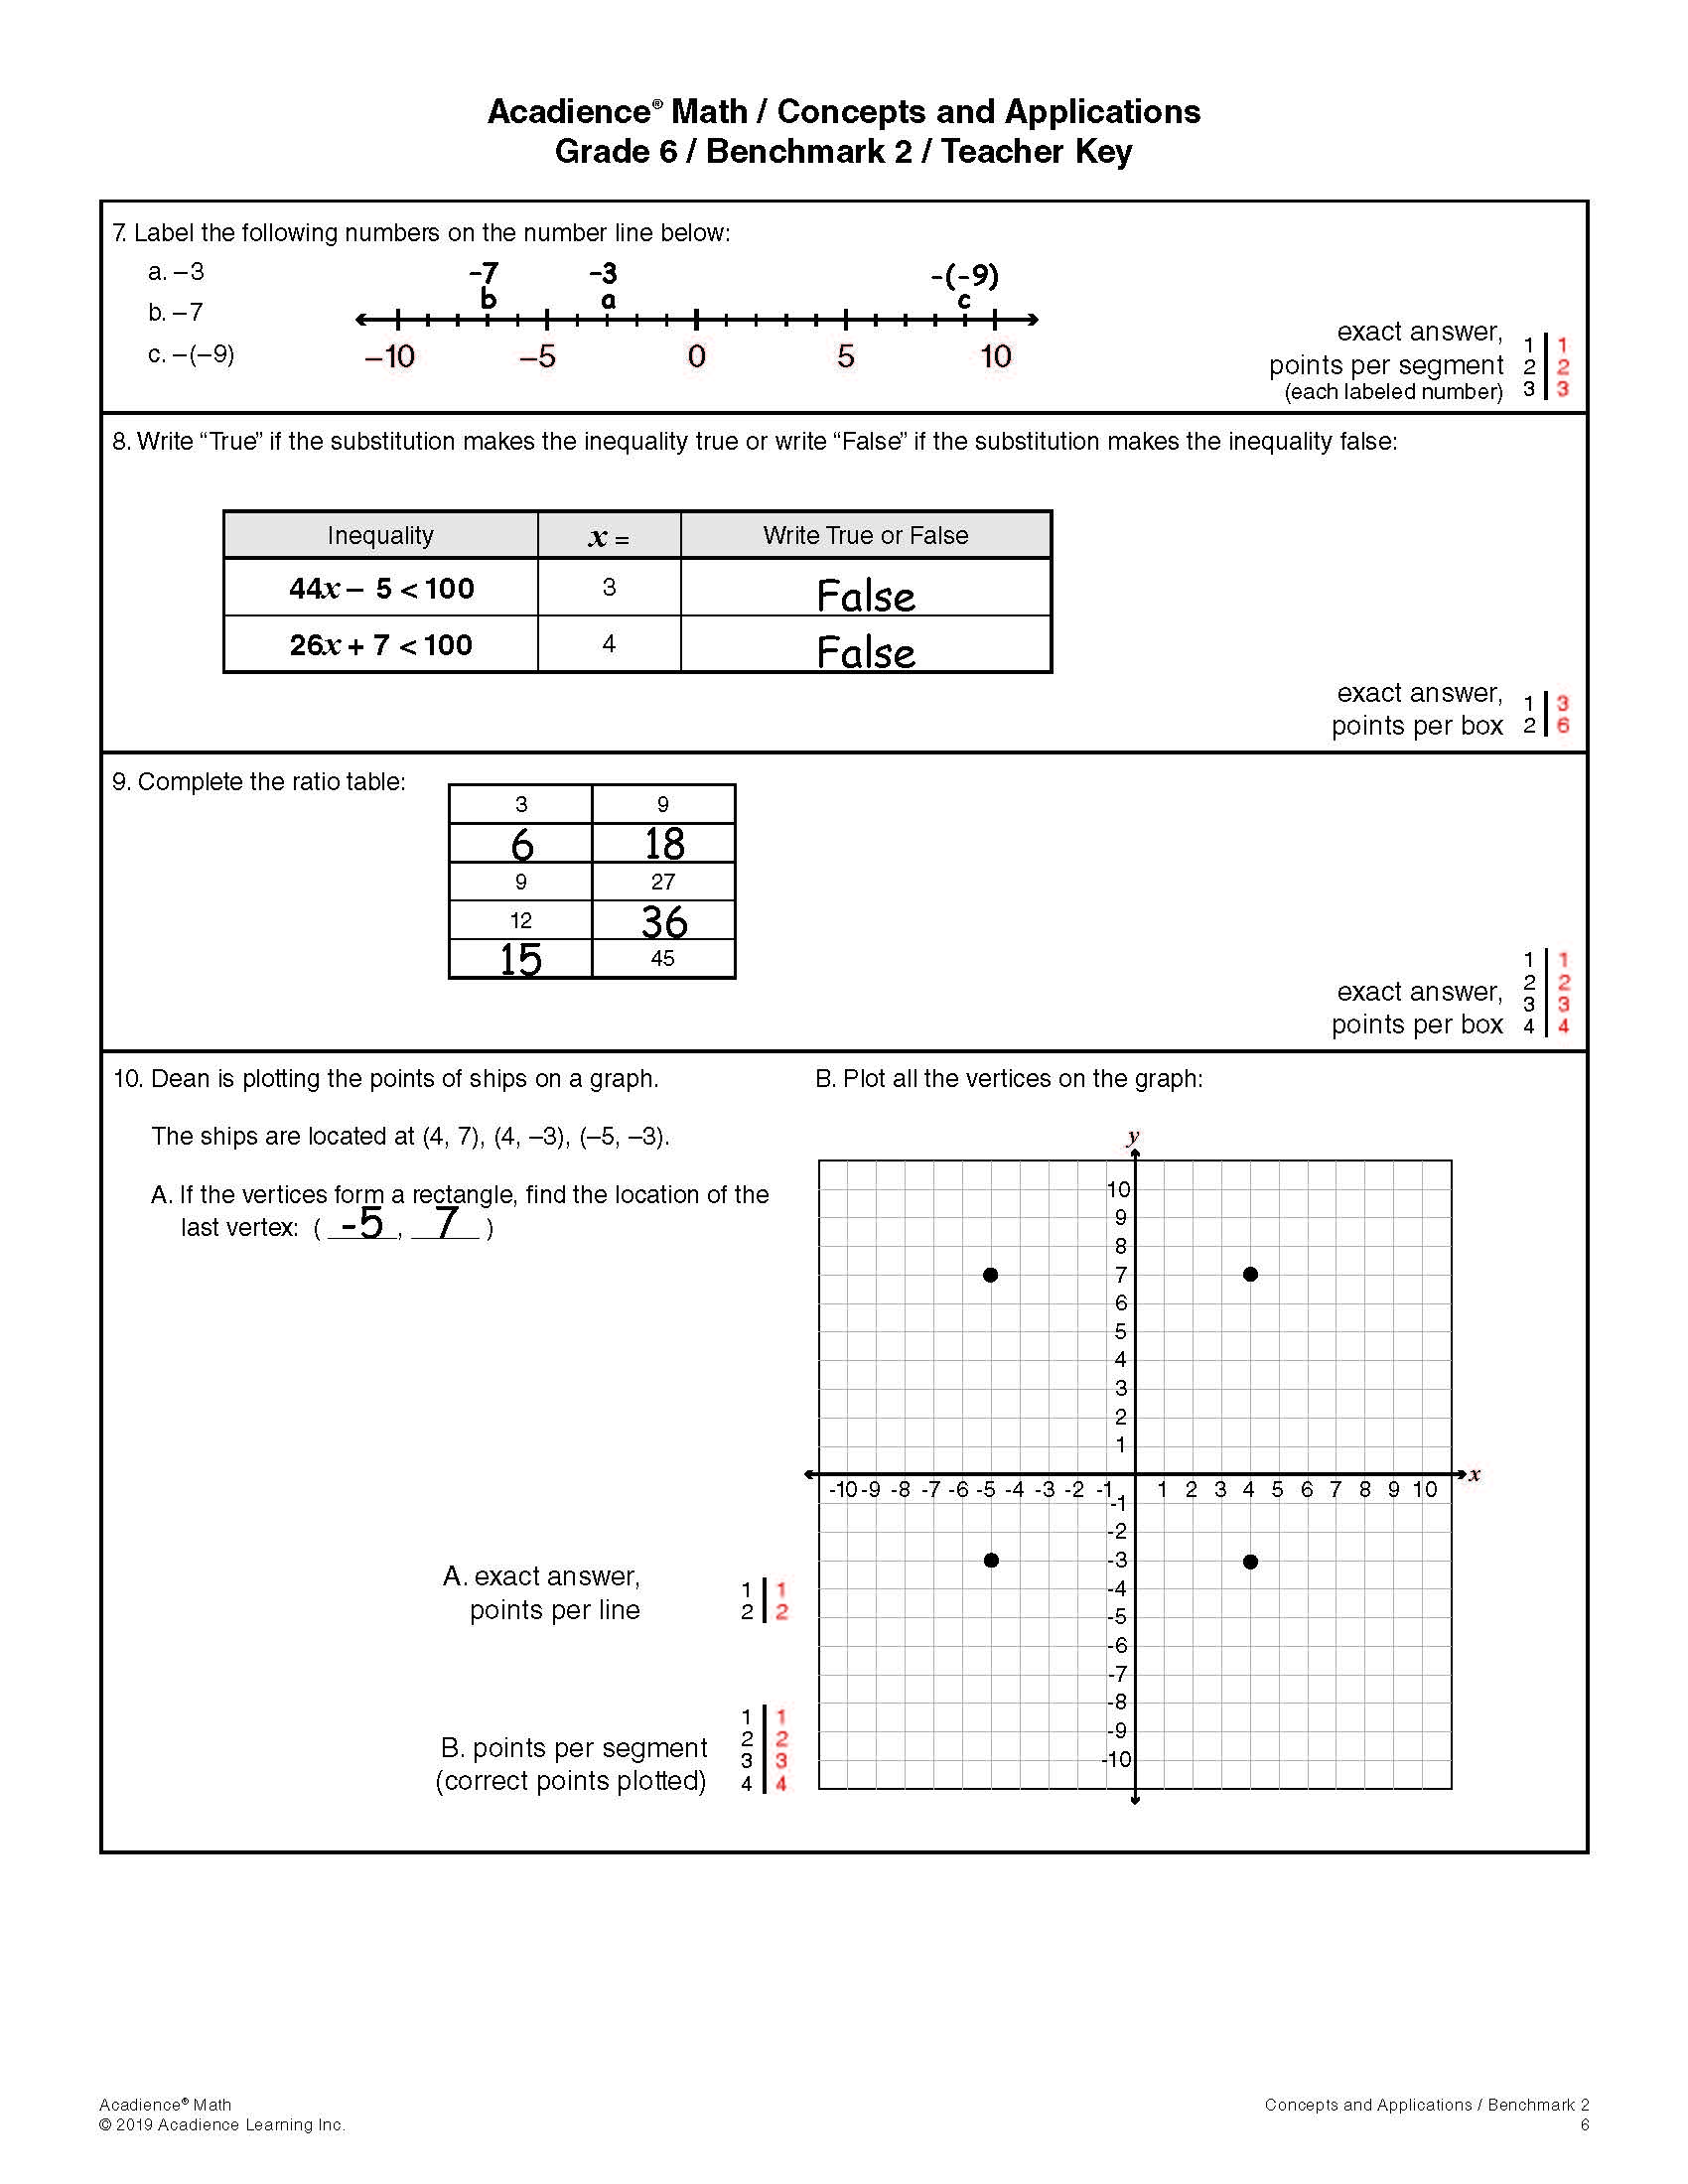 Acadience® Math / Concepts and Applications
Grade 6 / Benchmark 2 / Teacher Key
7. Label the following numbers on the number line below:
a. –3
b. –7
c. –(–9)
-7 -3 -(-9)
b a c
–10 –5 0 5 10
exact answer,
points per segment
(each labeled number)
1 1
2 2
3 3
8. Write “True” if the substitution makes the inequality true or write “False” if the substitution makes the inequality false:
Inequality x = Write True or False
44x – 5 < 100 3 False
26x + 7 < 100 4 False
exact answer,
points per box
1 3
2 6
9. Complete the ratio table:
3 9
6 18
9 27
12 36
15 45
exact answer,
points per box
1 1
2 2
3 3
4 4
10. Dean is plotting the points of ships on a graph.
The ships are located at (4, 7), (4, –3), (–5, –3).
A. If the vertices form a rectangle, find the location of the
last vertex: ( -5 , 7 )
A. exact answer,
points per line
1 1
2 2
B. points per segment
(correct points plotted)
1 1
2 2
3 3
4 4
B. Plot all the vertices on the graph:
y
10
9
8
7
6
5
4
3
2
1
-10 -9 -8 -7 -6 -5 -4 -3 -2 -1 1 2 3 4 5 6 7 8 9 10 x
-1
-2
-3
-4
-5
-6
-7
-8
-9
-10
Acadience® Math
© 2019 Acadience Learning Inc.
Concepts and Applications / Benchmark 2
6